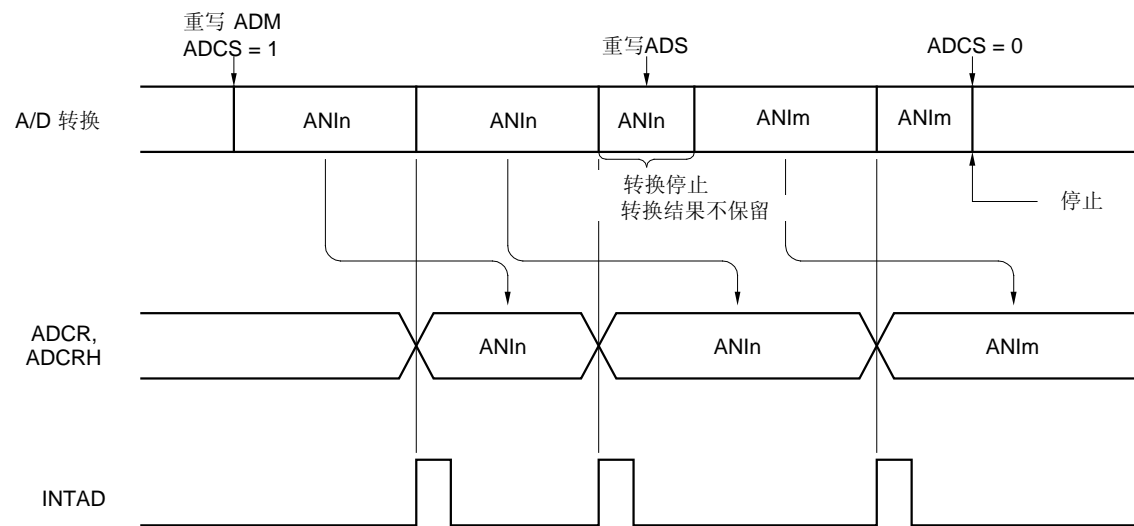 重写 ADM
ADCS = 1
重写ADS
ADCS = 0
A/D 转换
ANIn
ANIn
ANIn
ANIm
ANIm
转换停止
转换结果不保留
停止
ADCR,
ADCRH
ANIn
ANIn
ANIm
INTAD